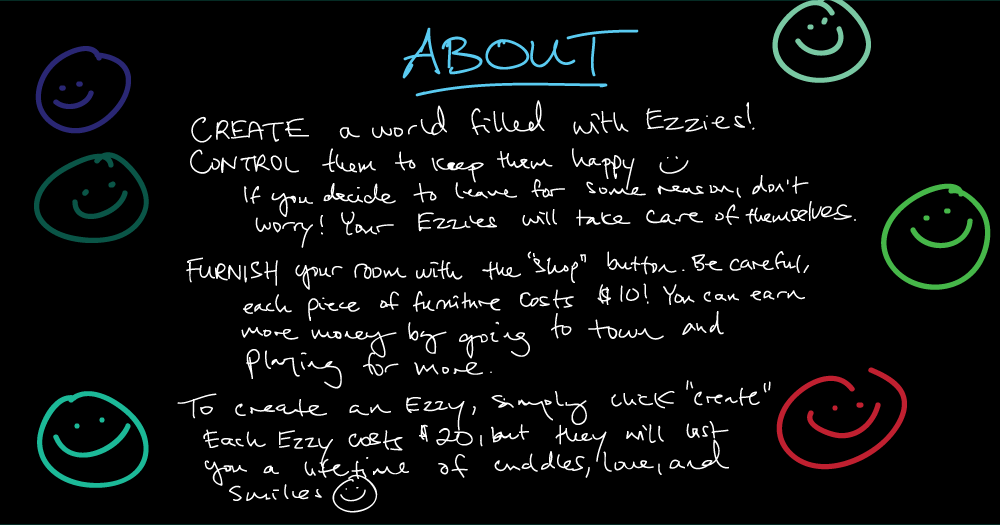 ABOUT
CREATE a world filled with Ezzies!
CONTROL them to keep them happy
If you decide to leave for some reason, don't
worry! Your Ezzies will take care of themselves.
FURNISH your room with the "shop" button. Be careful,
each piece of furniture costs $10! You can earn
more money by going to town and
playing for more.
To create an Ezzy, simply click "create"
Each Ezzy costs $20, but they will last
you a lifetime of cuddles, love, and
smiles